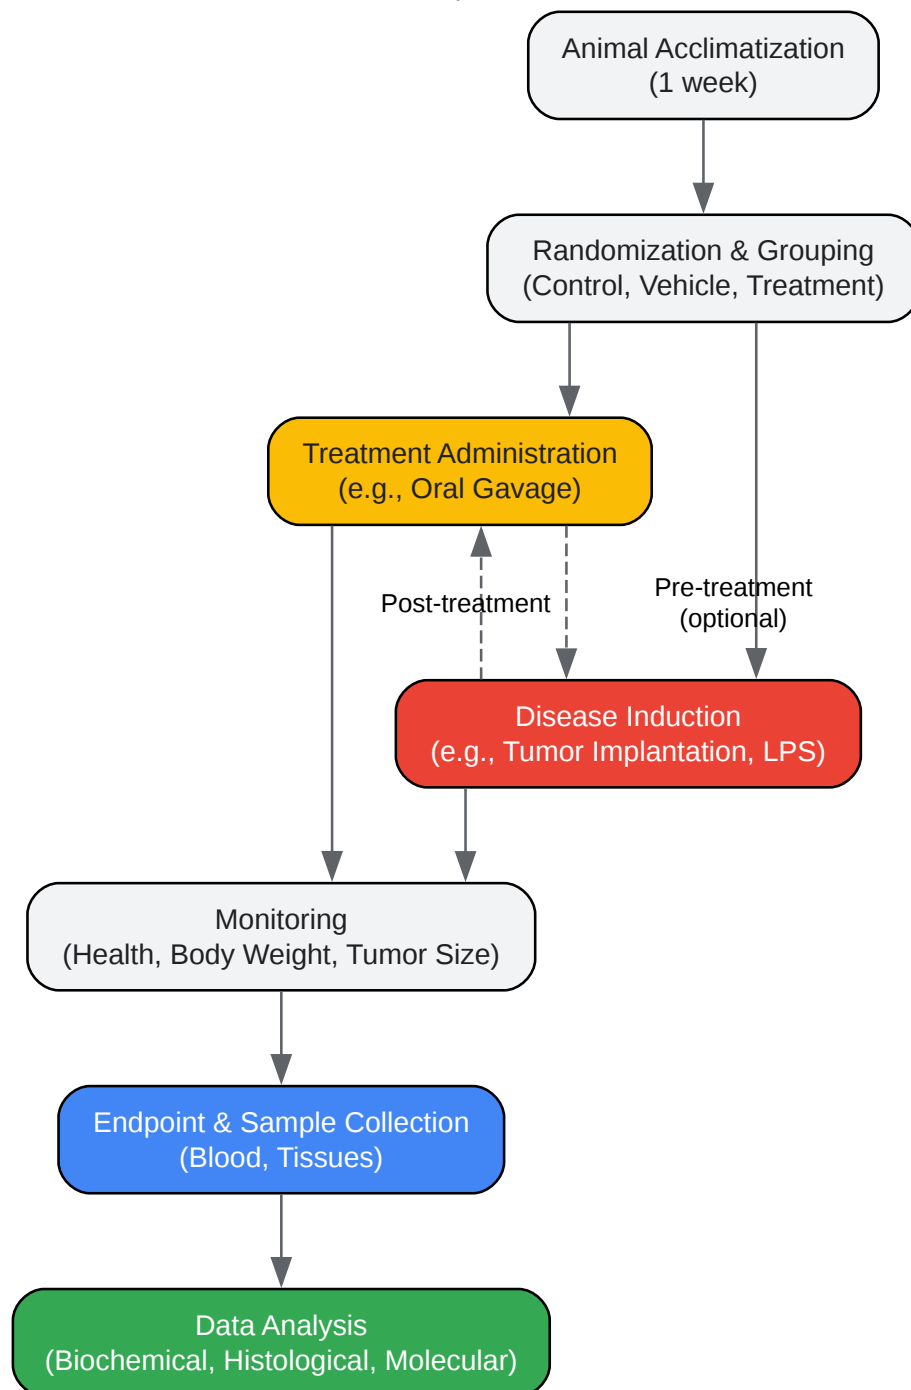 Animal Acclimatization
(1 week)
Randomization & Grouping
(Control, Vehicle, Treatment)
Treatment Administration
(e.g., Oral Gavage)
Post-treatment
Pre-treatment
(optional)
Disease Induction
(e.g., Tumor Implantation, LPS)
Monitoring
(Health, Body Weight, Tumor Size)
Endpoint & Sample Collection
(Blood, Tissues)
Data Analysis
(Biochemical, Histological, Molecular)